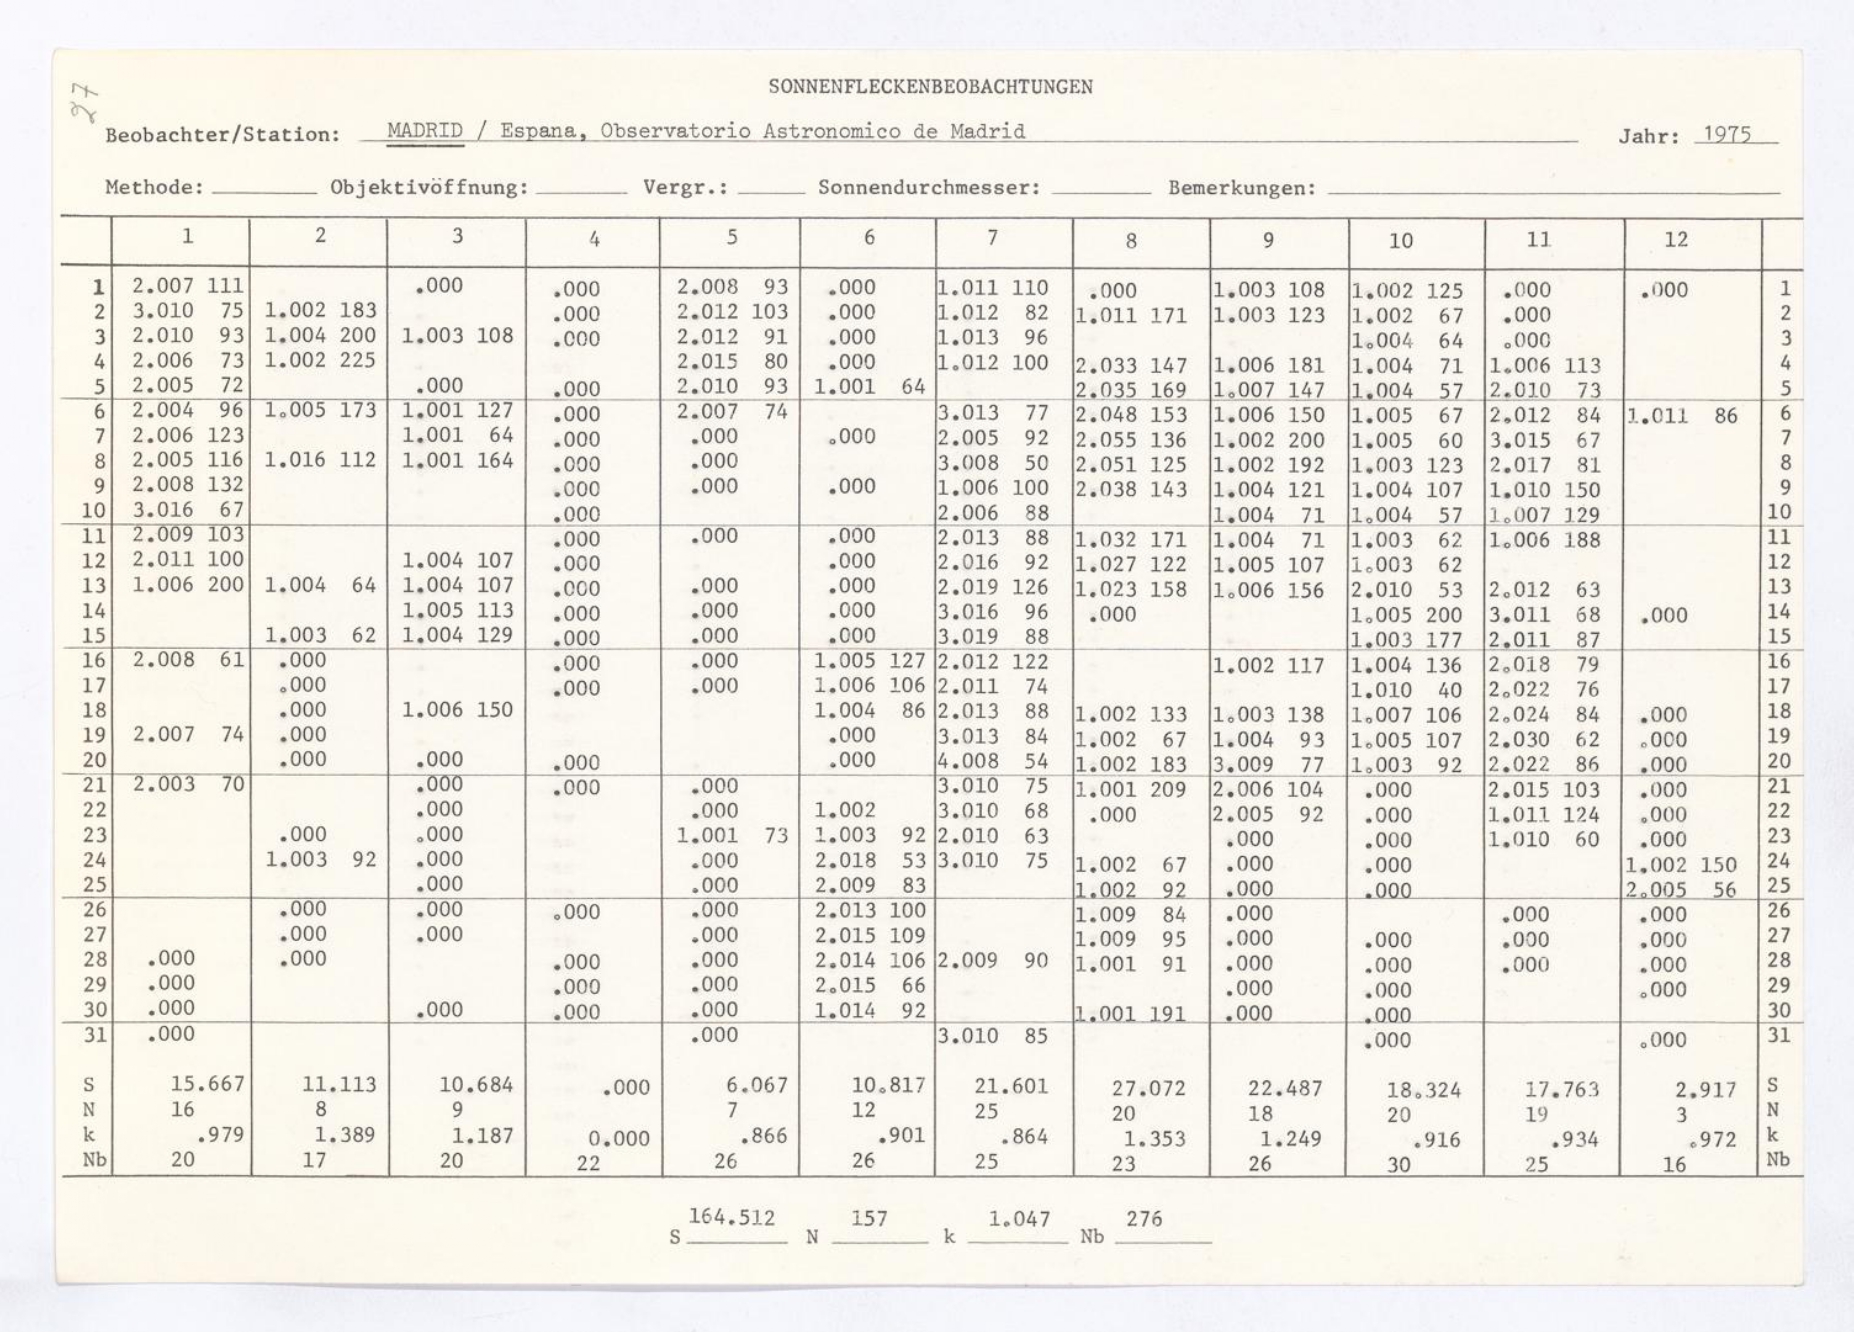 27
SONNENFLECKENBEOBACHTUNGEN
Beobachter/Station: MADRID / Espana, Observatorio Astronomico de Madrid Jahr: 1975
Methode: Objektivöffnung: Vergr.: Sonnendurchmesser: Bemerkungen:
1 2 3 4 5 6 7 8 9 10 11 12
1 2.007 111 .000 .000 2.008 93 .000 1.011 110 .000 1.003 108 1.002 125 .000 .000 1
2 3.010 75 1.002 183 .000 2.012 103 .000 1.012 82 1.011 171 1.003 123 1.002 67 .000 2
3 2.010 93 1.004 200 1.003 108 .000 2.012 91 .000 1.013 96 1.004 64 .000 3
4 2.006 73 1.002 225 2.015 80 .000 1.012 100 2.033 147 1.006 181 1.004 71 1.006 113 4
5 2.005 72 .000 .000 2.010 93 1.001 64 2.035 169 1.007 147 1.004 57 2.010 73 5
6 2.004 96 1.005 173 1.001 127 .000 2.007 74 3.013 77 2.048 153 1.006 150 1.005 67 2.012 84 1.011 86 6
7 2.006 123 1.001 64 .000 .000 .000 2.005 92 2.055 136 1.002 200 1.005 60 3.015 67 7
8 2.005 116 1.016 112 1.001 164 .000 .000 3.008 50 2.051 125 1.002 192 1.003 123 2.017 81 8
9 2.008 132 .000 .000 .000 1.006 100 2.038 143 1.004 121 1.004 107 1.010 150 9
10 3.016 67 .000 2.006 88 1.004 71 1.004 57 1.007 129 10
11 2.009 103 .000 .000 .000 2.013 88 1.032 171 1.004 71 1.003 62 1.006 188 11
12 2.011 100 1.004 107 .000 .000 2.016 92 1.027 122 1.005 107 1.003 62 12
13 1.006 200 1.004 64 1.004 107 .000 .000 .000 2.019 126 1.023 158 1.006 156 2.010 53 2.012 63 13
14 1.005 113 .000 .000 .000 3.016 96 .000 1.005 200 3.011 68 .000 14
15 1.003 62 1.004 129 .000 .000 .000 3.019 88 1.003 177 2.011 87 15
16 2.008 61 .000 .000 .000 1.005 127 2.012 122 1.002 117 1.004 136 2.018 79 16
17 .000 .000 .000 1.006 106 2.011 74 1.010 40 2.022 76 17
18 .000 1.006 150 1.004 86 2.013 88 1.002 133 1.003 138 1.007 106 2.024 84 .000 18
19 2.007 74 .000 .000 3.013 84 1.002 67 1.004 93 1.005 107 2.030 62 .000 19
20 .000 .000 .000 .000 4.008 54 1.002 183 3.009 77 1.003 92 2.022 86 .000 20
21 2.003 70 .000 .000 .000 3.010 75 1.001 209 2.006 104 .000 2.015 103 .000 21
22 .000 .000 1.002 3.010 68 .000 2.005 92 .000 1.011 124 .000 22
23 .000 .000 1.001 73 1.003 92 2.010 63 .000 .000 1.010 60 .000 23
24 1.003 92 .000 .000 2.018 53 3.010 75 1.002 67 .000 .000 1.002 150 24
25 .000 .000 2.009 83 1.002 92 .000 .000 2.005 56 25
26 .000 .000 .000 .000 2.013 100 1.009 84 .000 .000 .000 26
27 .000 .000 .000 2.015 109 1.009 95 .000 .000 .000 .000 27
28 .000 .000 .000 .000 2.014 106 2.009 90 1.001 91 .000 .000 .000 .000 28
29 .000 .000 .000 2.015 66 .000 .000 .000 29
30 .000 .000 .000 .000 1.014 92 1.001 191 .000 .000 30
31 .000 .000 3.010 85 .000 .000 31
S 15.667 11.113 10.684 .000 6.067 10.817 21.601 27.072 22.487 18.324 17.763 2.917 S
N 16 8 9 7 12 25 20 18 20 19 3 N
k .979 1.389 1.187 0.000 .866 .901 .864 1.353 1.249 .916 .934 .972 k
Nb 20 17 20 22 26 26 25 23 26 30 25 16 Nb
S 164.512 N 157 k 1.047 Nb 276